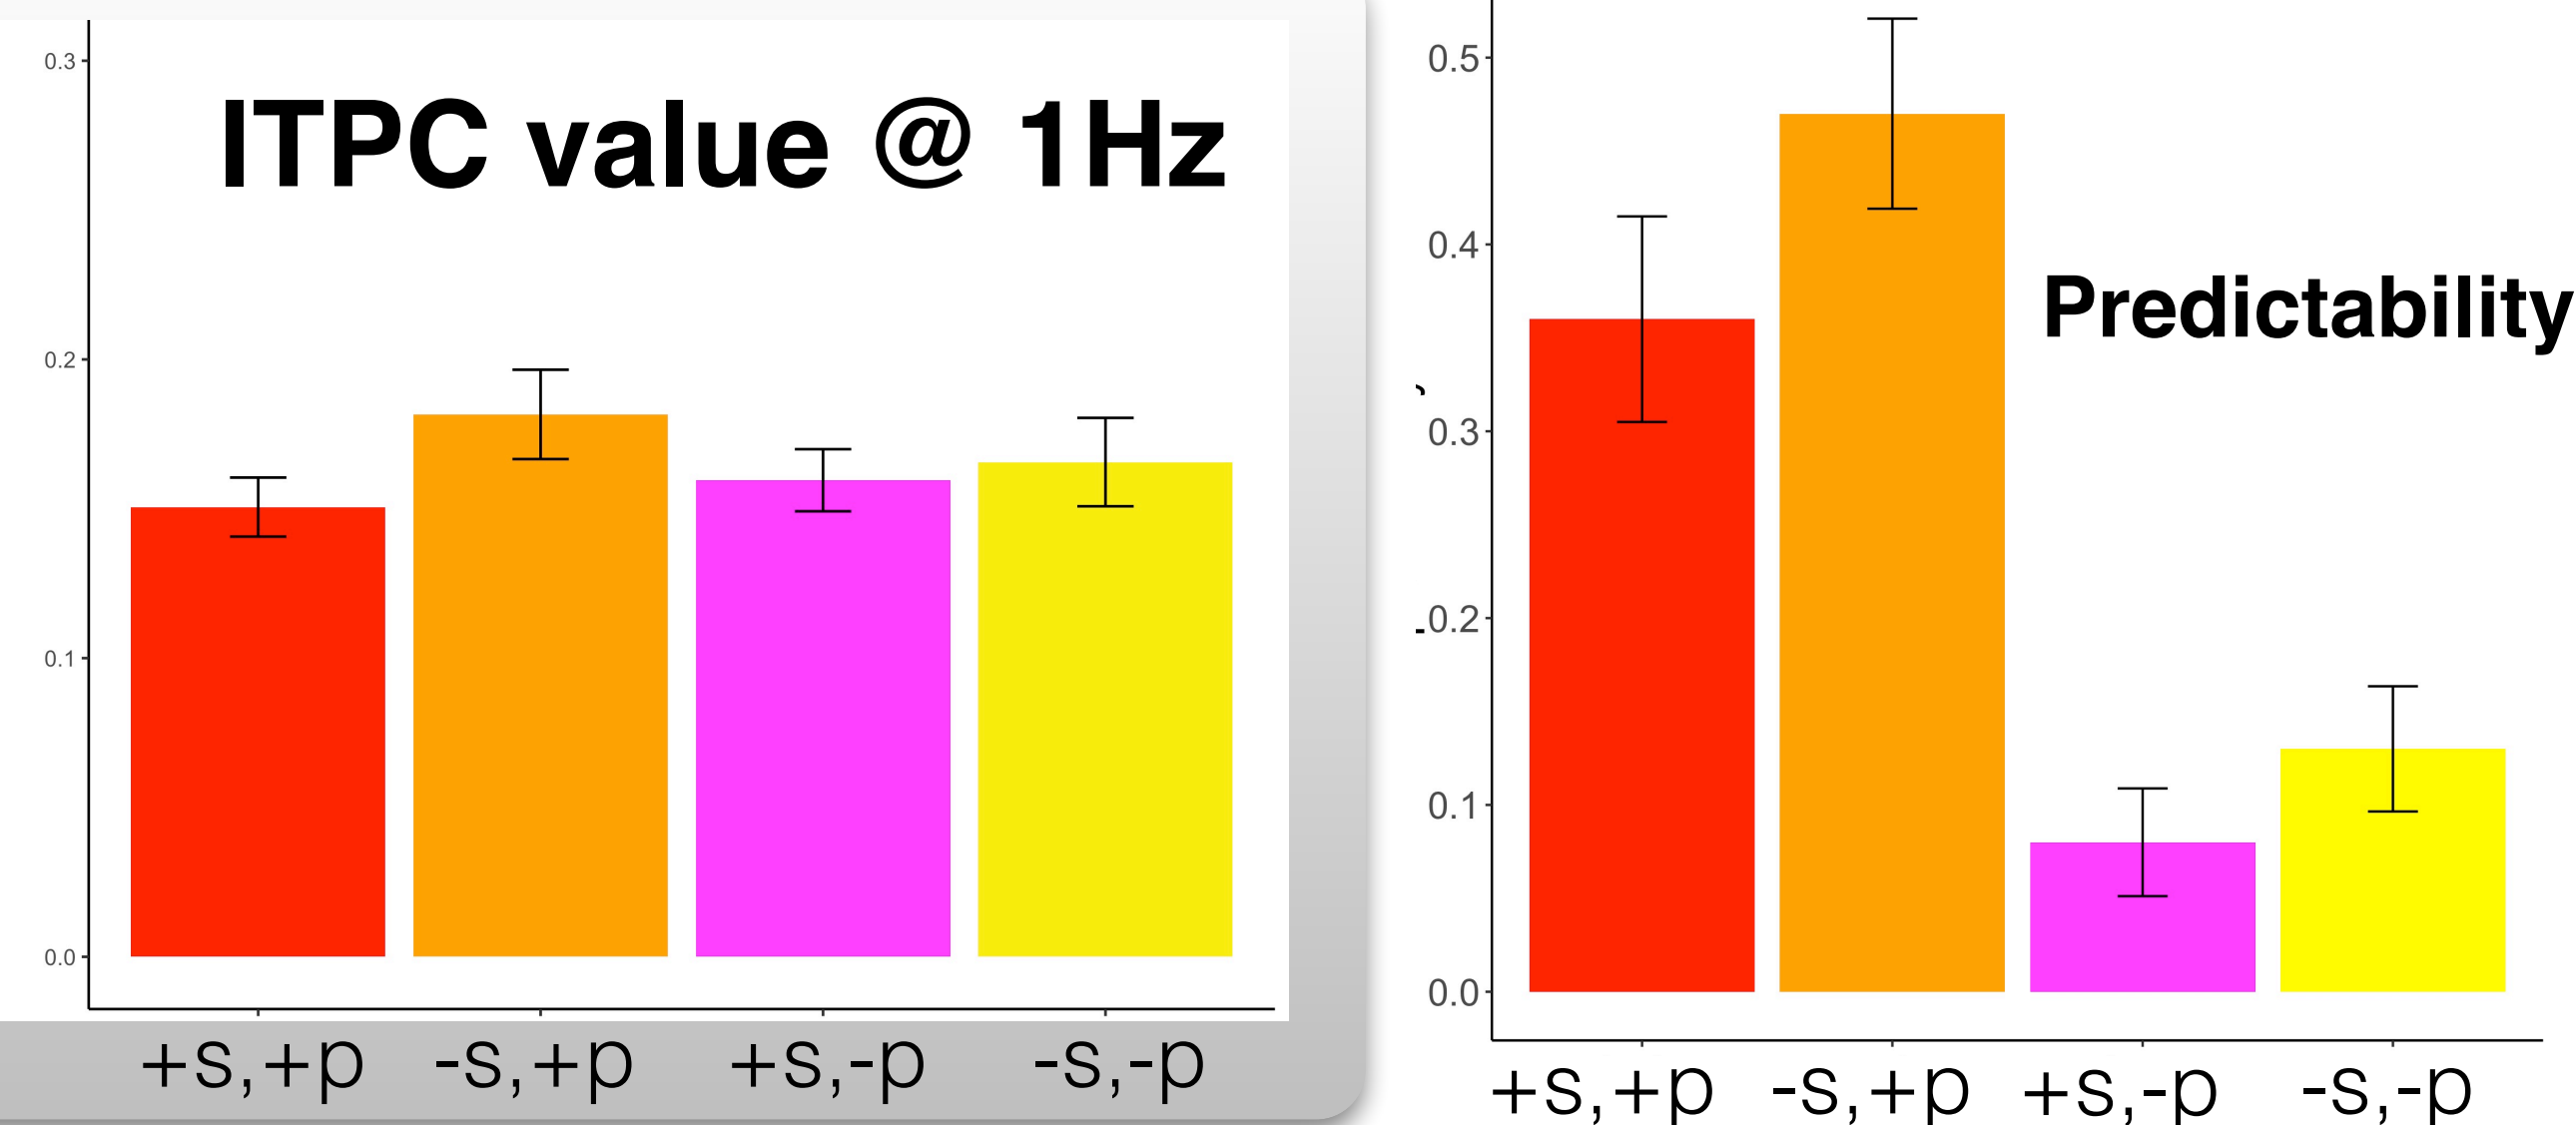 ITPC value @ 1Hz
0.3
0.2
0.1
0.0
+s,+p -s,+p +s,-p -s,-p
Predictability
0.5
0.4
0.3
0.2
0.1
0.0
+s,+p -s,+p +s,-p -s,-p